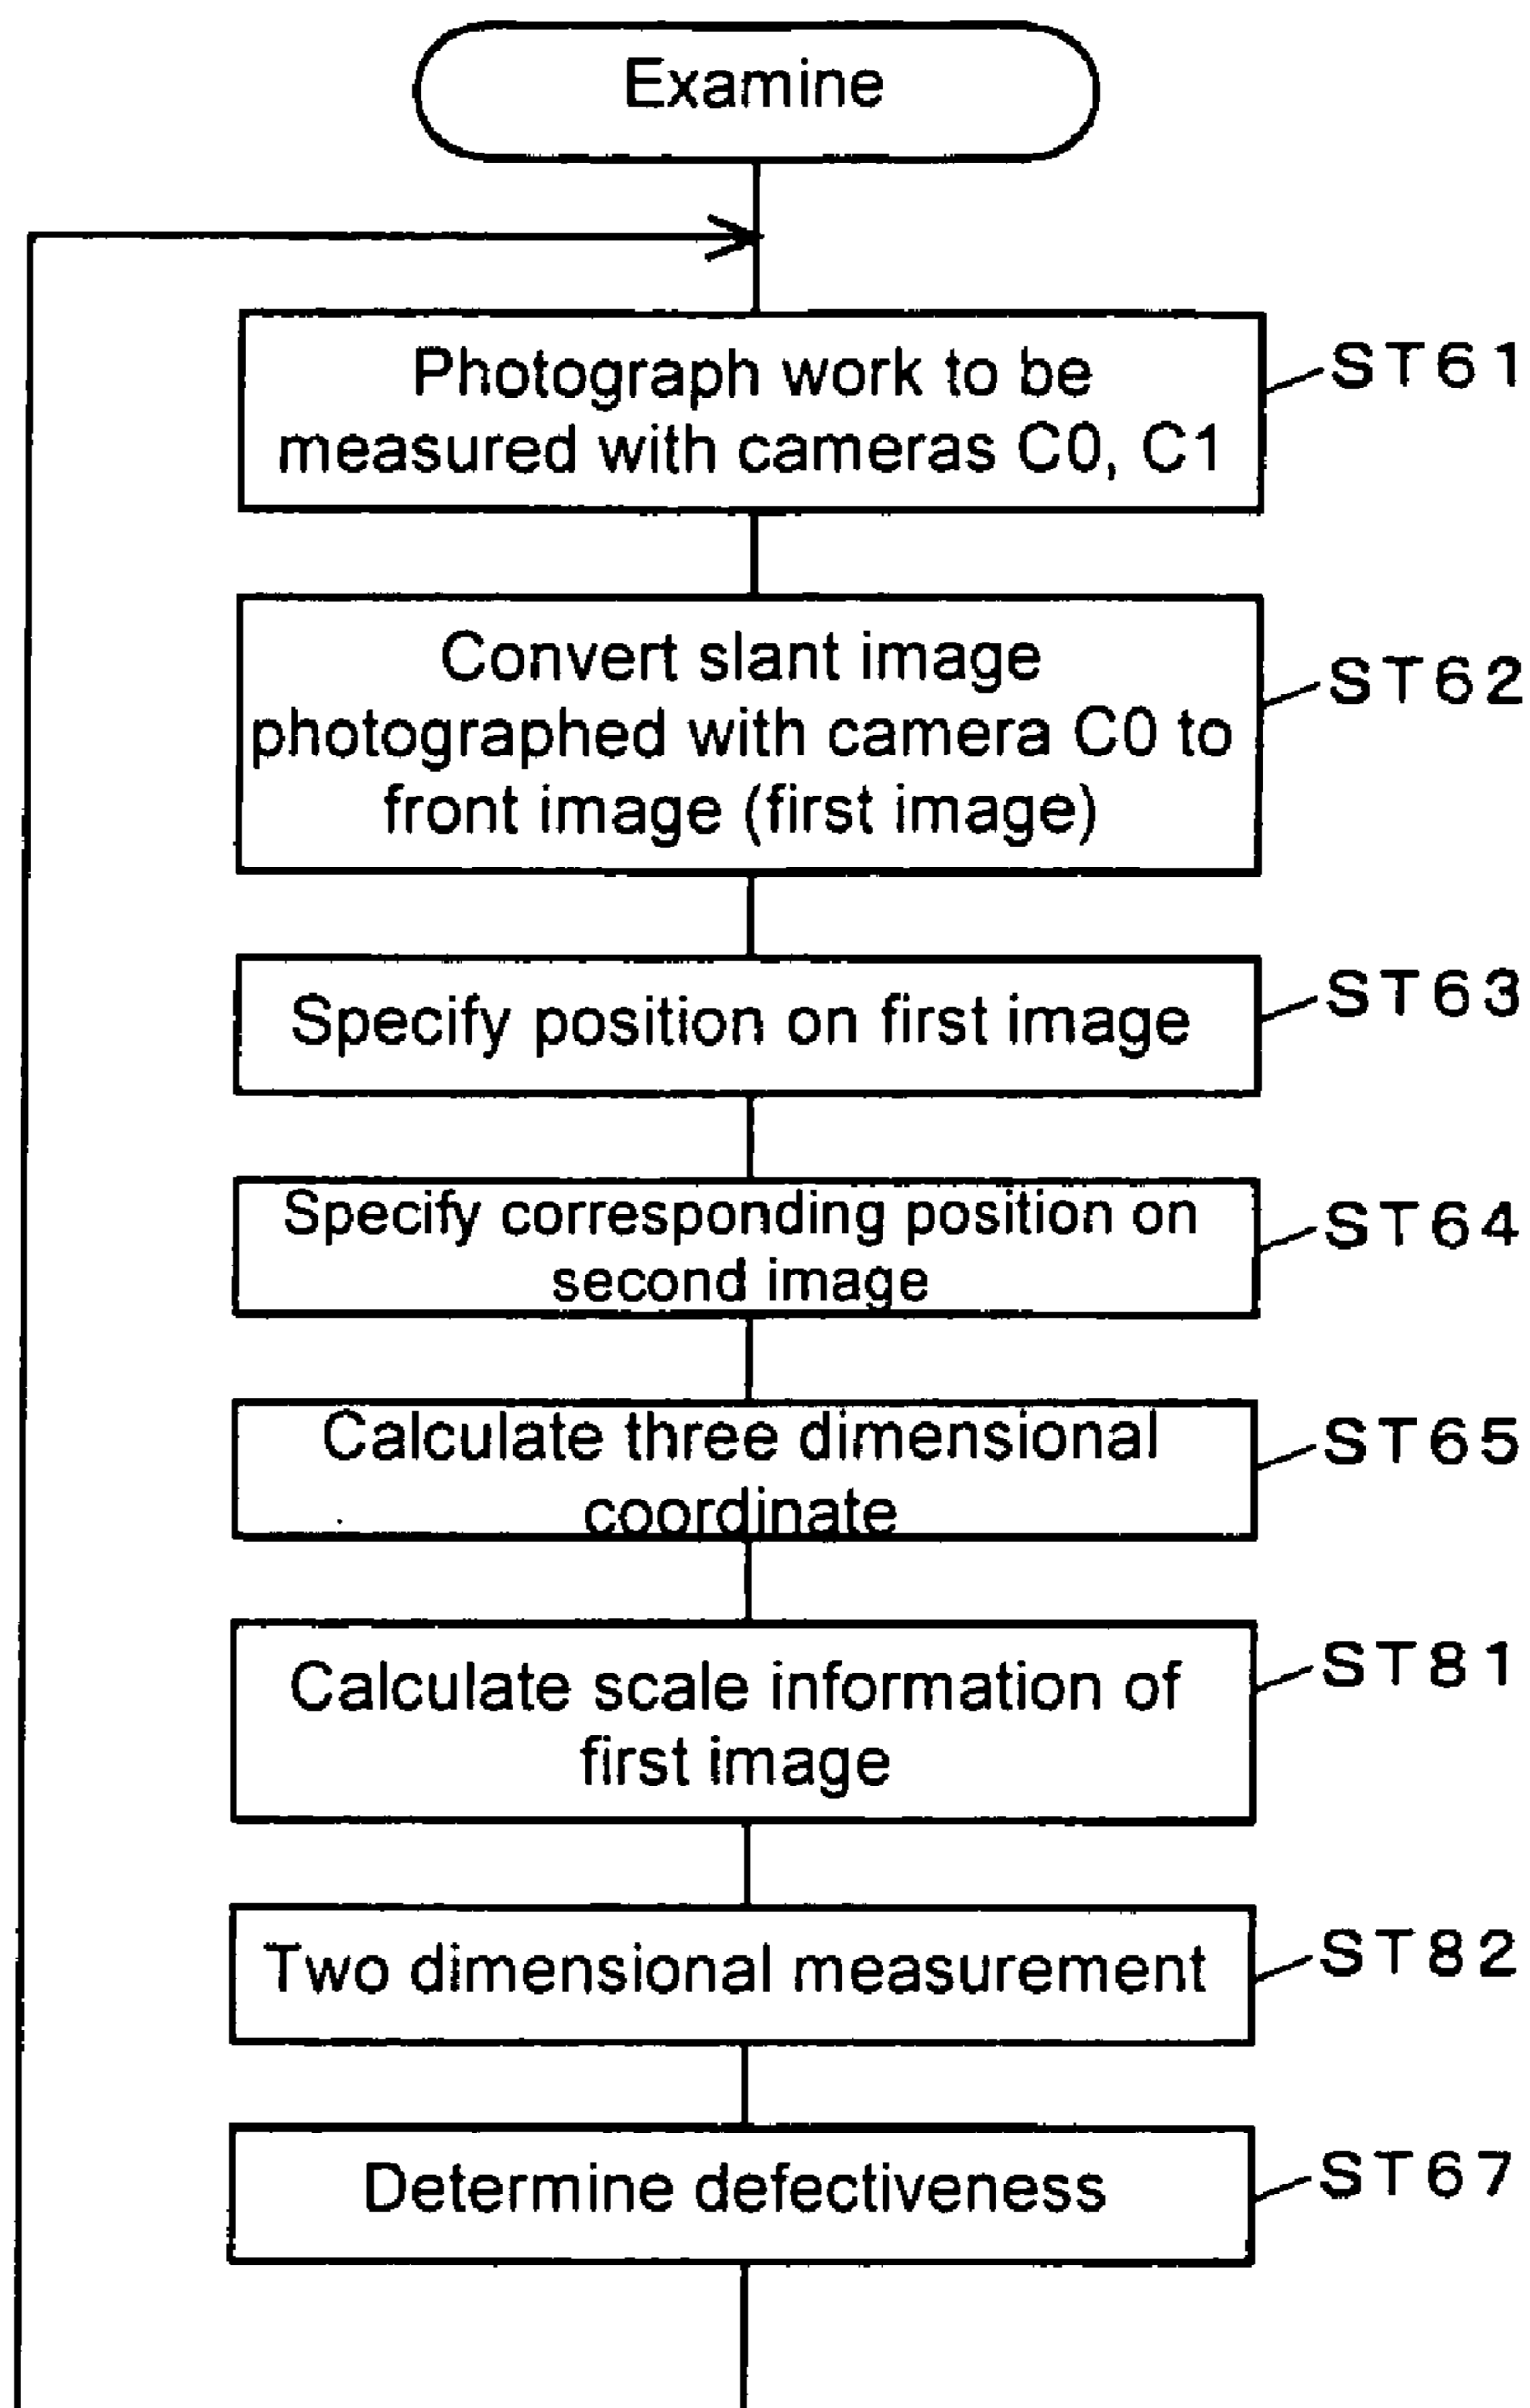 Examine
Photograph work to be
measured with cameras C0, C1
ST61
Convert slant image
photographed with camera C0 to
front image (first image)
ST62
Specify position on first image
ST63
Specify corresponding position on
second image
ST64
Calculate three dimensional
coordinate
ST65
Calculate scale information of
first image
ST81
Two dimensional measurement
ST82
Determine defectiveness
ST67